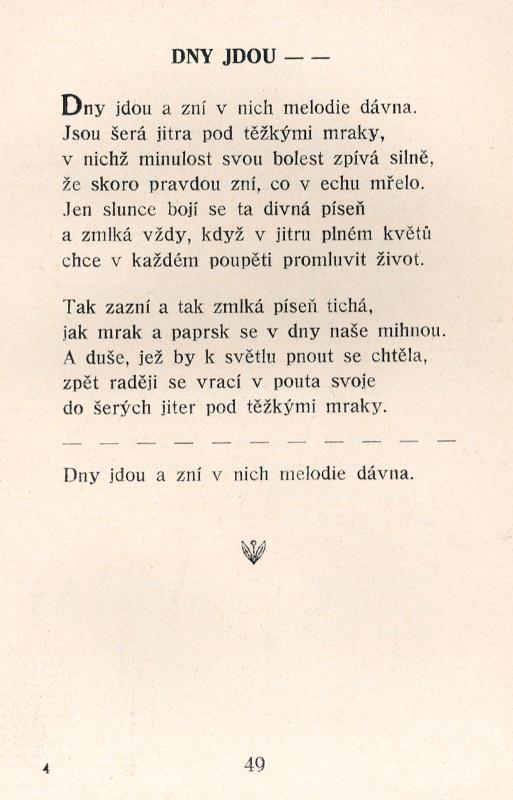 DNY JDOU — —
Dny jdou a zní v nich melodie dávna.
Jsou šerá jitra pod těžkými mraky,
v nichž minulost svou bolest zpívá silně,
že skoro pravdou zní, co v echu mřelo.
Jen slunce bojí se ta divná píseň
a zmlká vždy, když v jitru plném květů
chce v každém poupěti promluvit život.
Tak zazní a tak zmlká píseň tichá,
jak mrak a paprsk se v dny naše mihnou.
A duše, jež by k světlu pnout se chtěla,
zpět raději se vrací v pouta svoje
do šerých jiter pod těžkými mraky.
— — — — — — — — — — —
Dny jdou a zní v nich melodie dávna.
4 49